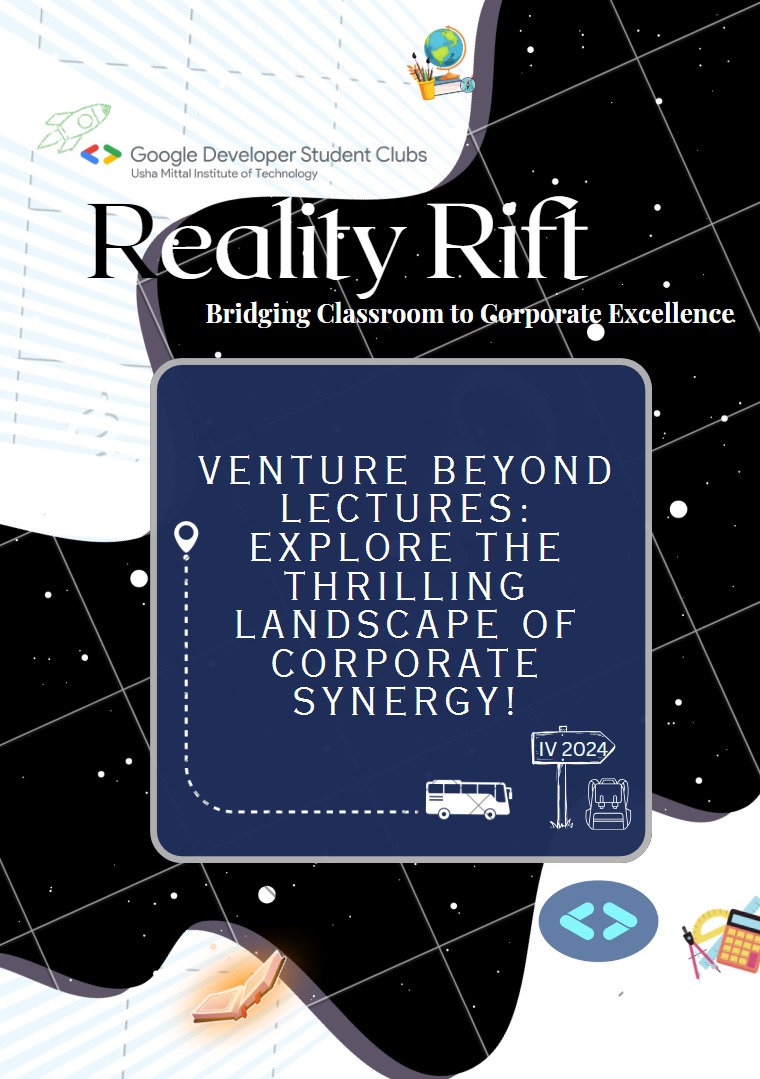 Google Developer Student Clubs
Usha Mittal Institute of Technology
Reality Rift
Bridging Classroom to Corporate Excellence
VENTURE BEYOND
LECTURES:
EXPLORE THE
THRILLING
LANDSCAPE OF
CORPORATE
SYNERGY!
IV 2024